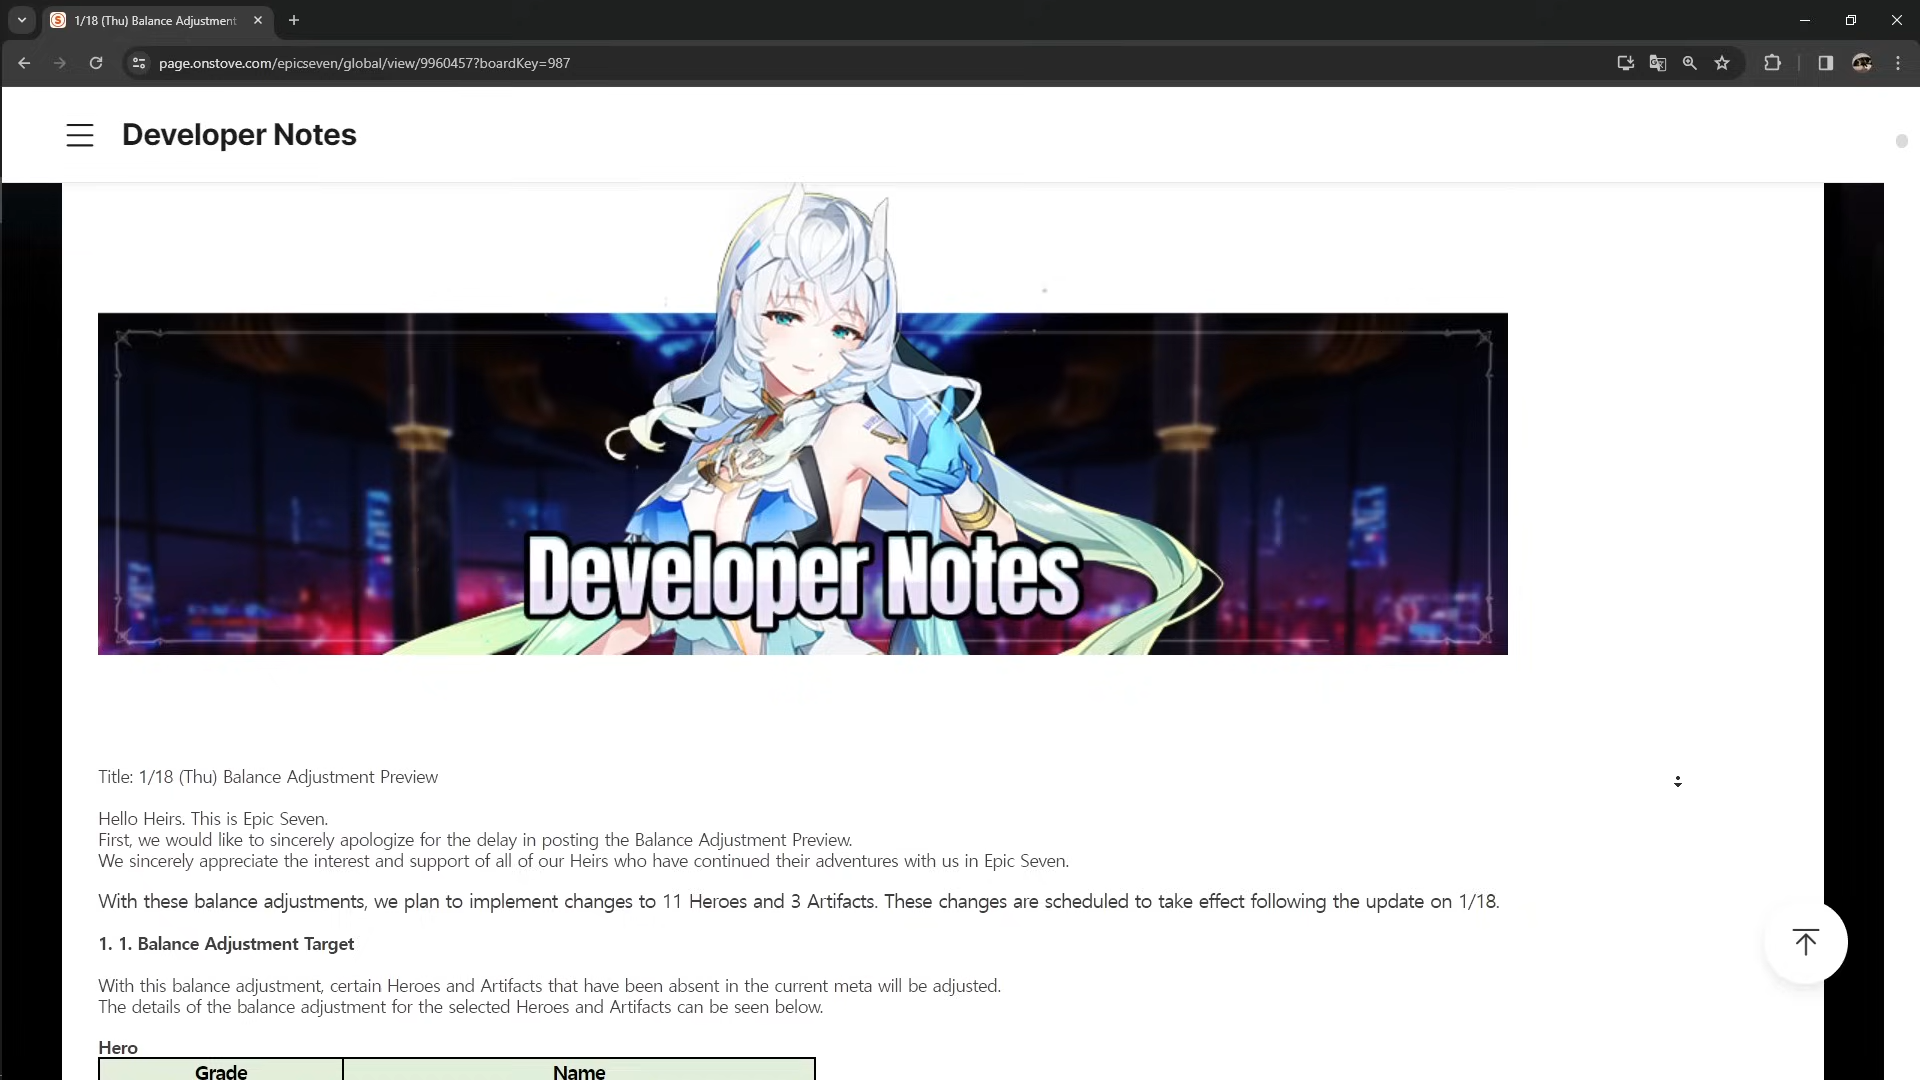 1/18 (Thu) Balance Adjustment
page.onstove.com/epicseven/global/view/9960457?boardKey=987
Developer Notes
Developer Notes
Title: 1/18 (Thu) Balance Adjustment Preview
Hello Heirs. This is Epic Seven.
First, we would like to sincerely apologize for the delay in posting the Balance Adjustment Preview.
We sincerely appreciate the interest and support of all of our Heirs who have continued their adventures with us in Epic Seven.
With these balance adjustments, we plan to implement changes to 11 Heroes and 3 Artifacts. These changes are scheduled to take effect following the update on 1/18.
1. 1. Balance Adjustment Target
With this balance adjustment, certain Heroes and Artifacts that have been absent in the current meta will be adjusted.
The details of the balance adjustment for the selected Heroes and Artifacts can be seen below.
Hero
Grade Name